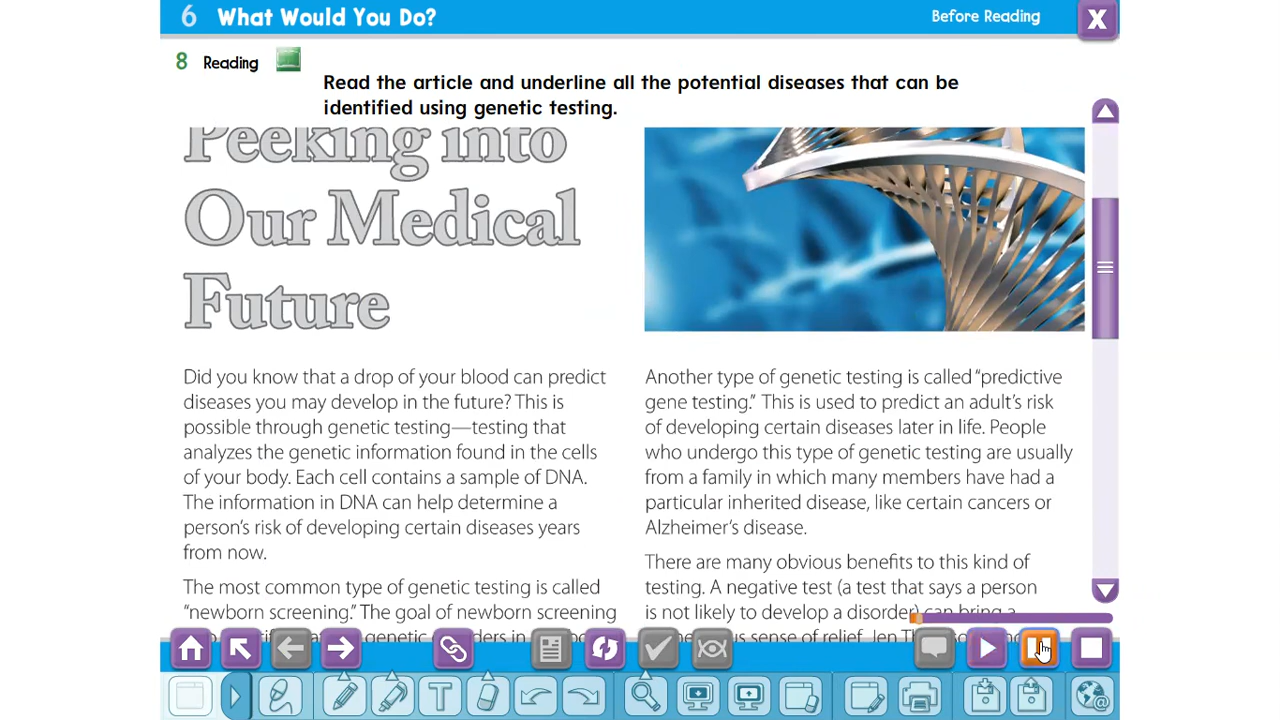 6 What Would You Do?
Before Reading
X
8 Reading
Read the article and underline all the potential diseases that can be
identified using genetic testing.
Peeking into
Our Medical
Future
Did you know that a drop of your blood can predict
diseases you may develop in the future? This is
possible through genetic testing—testing that
analyzes the genetic information found in the cells
of your body. Each cell contains a sample of DNA.
The information in DNA can help determine a
person's risk of developing certain diseases years
from now.
The most common type of genetic testing is called
“newborn screening.” The goal of newborn screening
genetic
in
Another type of genetic testing is called “predictive
gene testing.” This is used to predict an adult's risk
of developing certain diseases later in life. People
who undergo this type of genetic testing are usually
from a family in which many members have had a
particular inherited disease, like certain cancers or
Alzheimer's disease.
There are many obvious benefits to this kind of
testing. A negative test (a test that says a person
is not likely to develop a disorder) can bring a
sense of relief. Jen
T